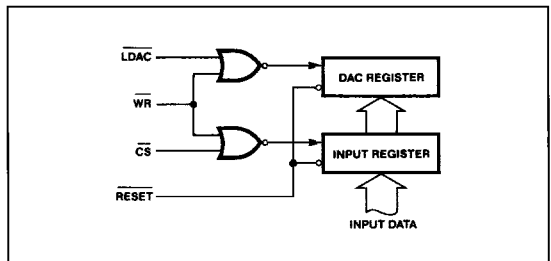 LDAC
DAC REGISTER
WR
CS
INPUT REGISTER
RESET
INPUT DATA